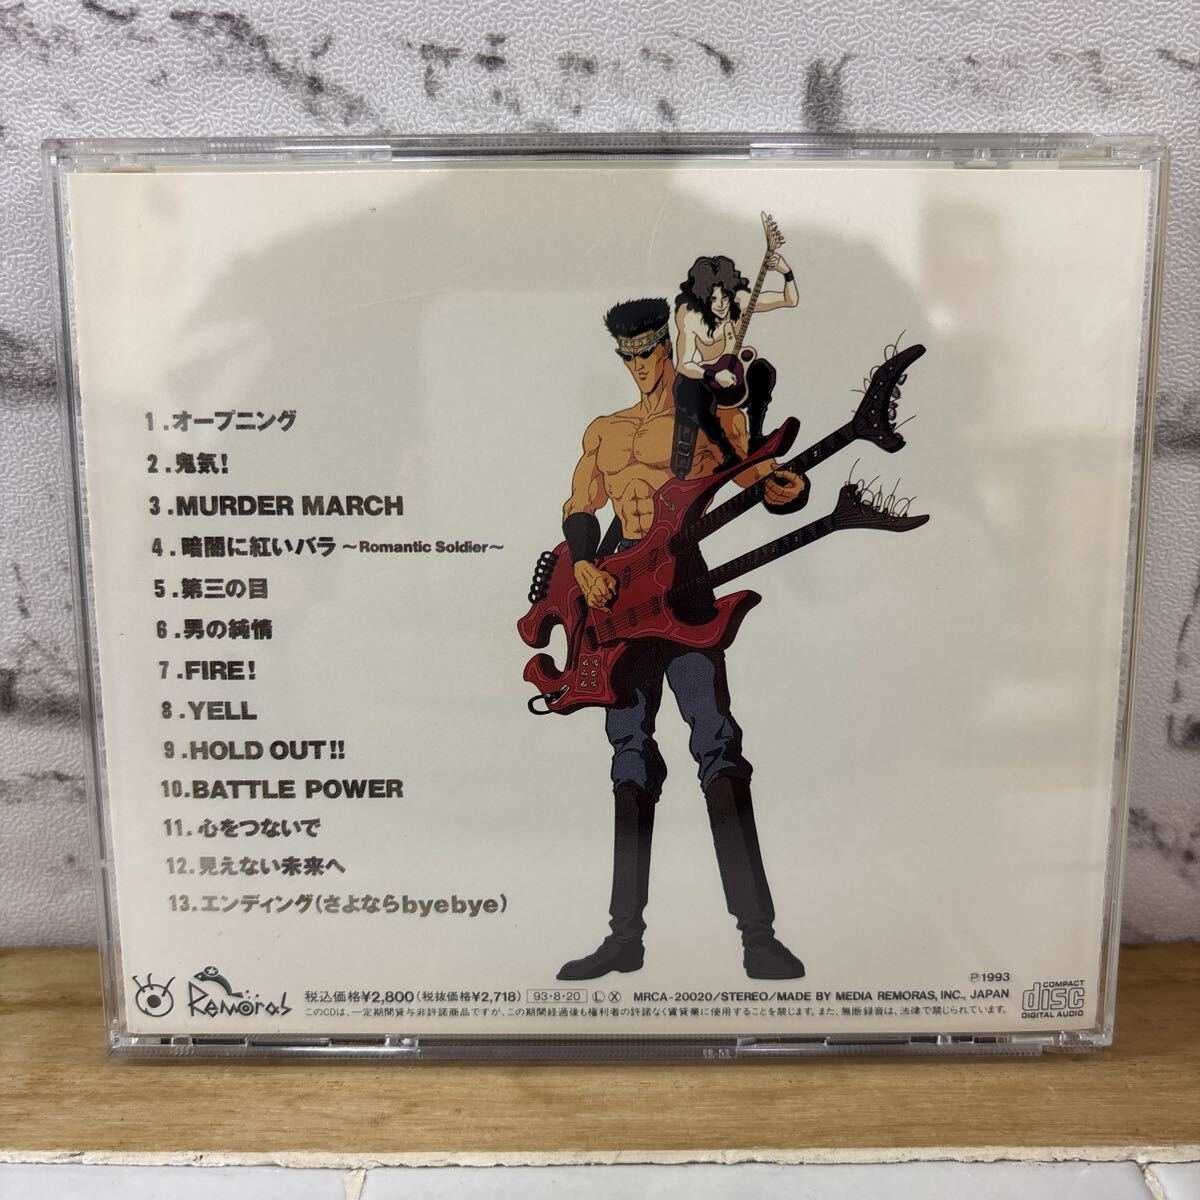 1.オープニング
2.鬼気!
3.MURDER MARCH
4.暗闇に紅いバラ ～Romantic Soldier～
5.第三の目
6.男の純情
7.FIRE!
8.YELL
9.HOLD OUT!!
10.BATTLE POWER
11.心をつないで
12.見えない未来へ
13.エンディング(さよならbyebye)
℗1993
Remoras
税込価格¥2,800(税抜価格¥2,718) 93・8・20 Ⓛ Ⓧ MRCA-20020/STEREO/MADE BY MEDIA REMORAS, INC., JAPAN
このCDは、一定期間貸与非許諾商品ですが、この期間経過後も権利者の許諾なく賃貸業に使用することを禁じます。また、無断録音は、法律で禁じられています。
COMPACT
disc
DIGITAL AUDIO